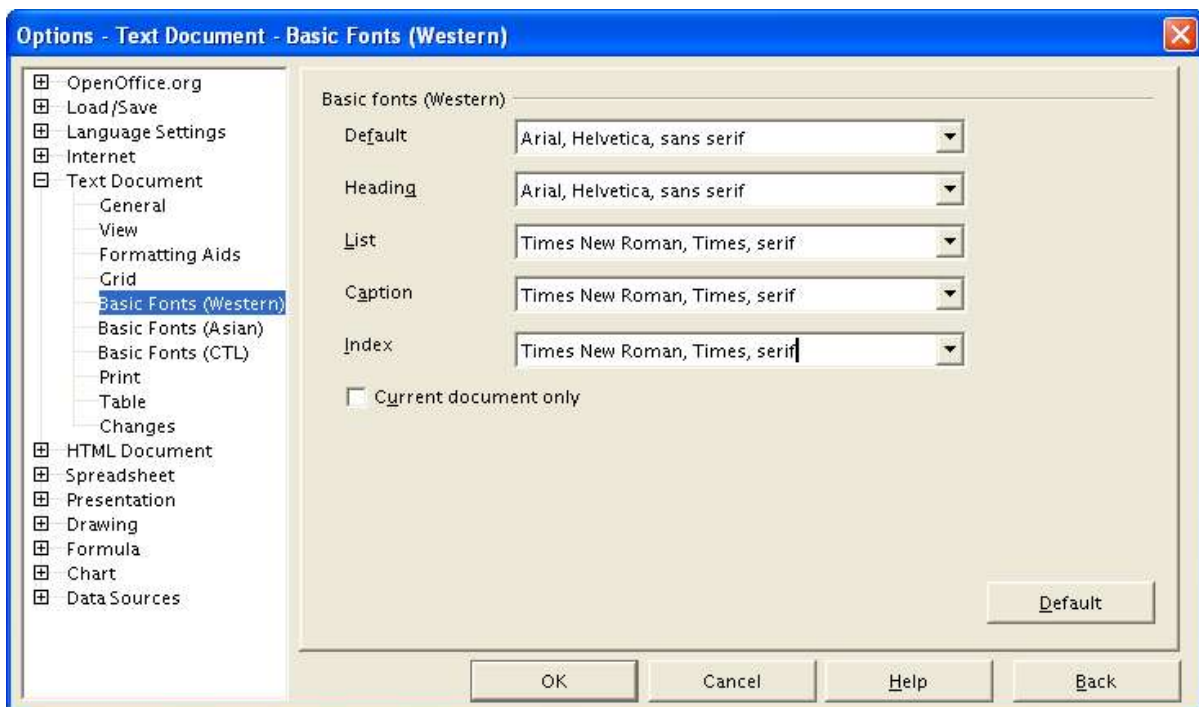 Options - Text Document - Basic Fonts (Western)
OpenOffice.org
Load/Save
Language Settings
Internet
Text Document
General
View
Formatting Aids
Grid
Basic Fonts (Western)
Basic Fonts (Asian)
Basic Fonts (CTL)
Print
Table
Changes
HTML Document
Spreadsheet
Presentation
Drawing
Formula
Chart
Data Sources
Basic fonts (Western)
Default Arial, Helvetica, sans serif
Heading Arial, Helvetica, sans serif
List Times New Roman, Times, serif
Caption Times New Roman, Times, serif
Index Times New Roman, Times, serif
Current document only
Default
OK Cancel Help Back